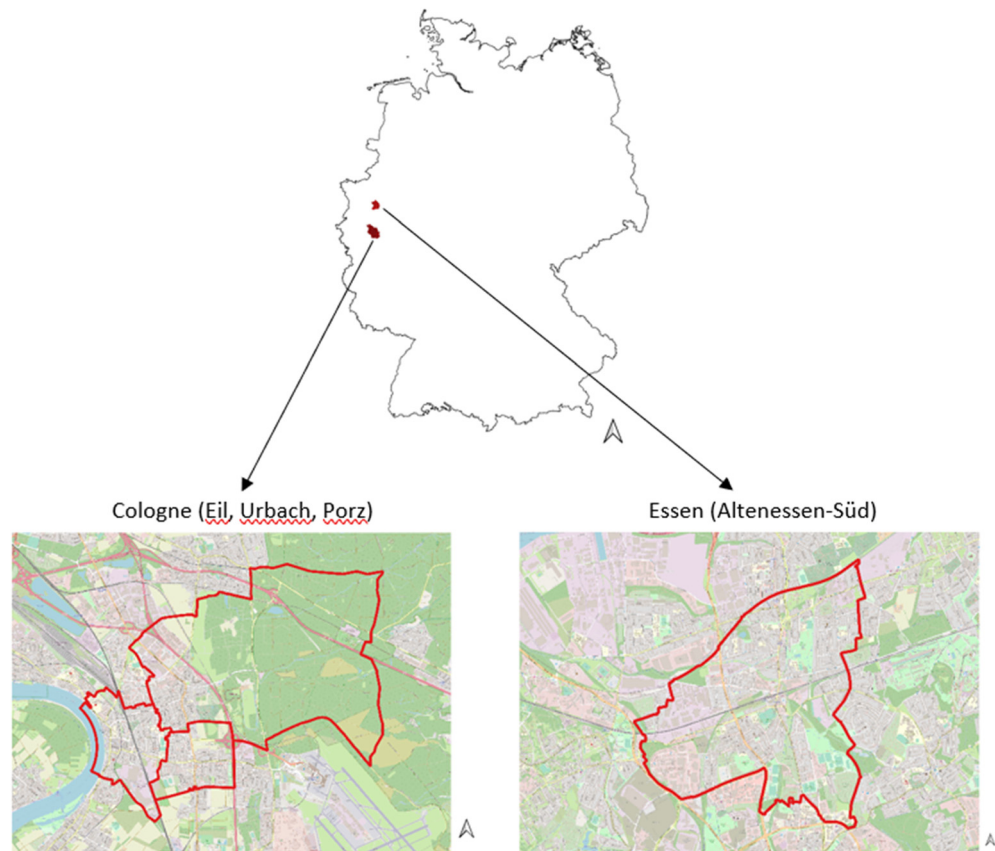 Cologne (Eil, Urbach, Porz)
Essen (Altenessen-Süd)